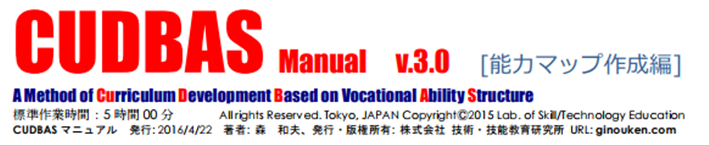 CUDBAS Manual v.3.0 [能力マップ作成編]
A Method of Curriculum Development Based on Vocational Ability Structure
標準作業時間：5 時間 00 分 All Rights Reserved. Tokyo, JAPAN Copyright©2015 Lab. of Skill/Technology Education
CUDBAS マニュアル 発行: 2016/4/22 著者: 森 和夫、発行・版権所有: 株式会社 技術・技能教育研究所 URL: ginouken.com